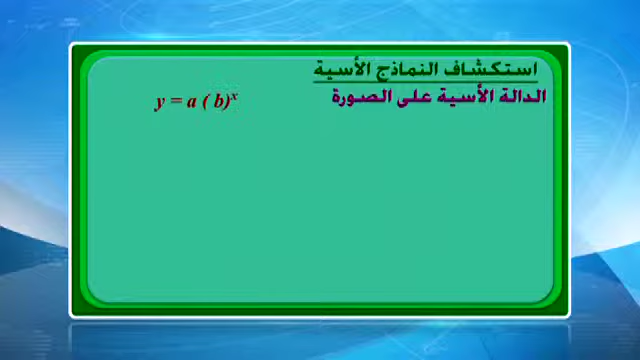 استكشاف النماذج الأسية
الدالة الأسية على الصورة y = a ( b)ˣ